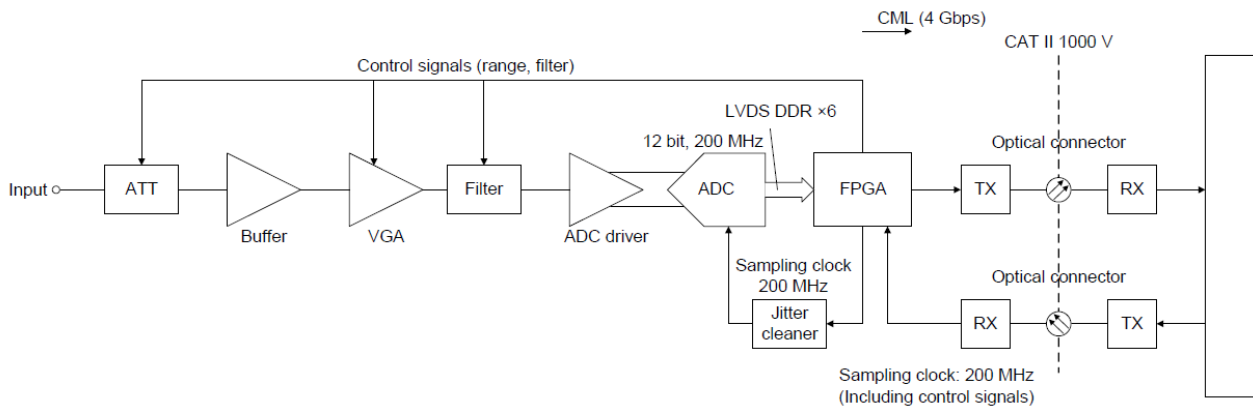 CML (4 Gbps)
CAT II 1000 V
Control signals (range, filter)
LVDS DDR ×6
12 bit, 200 MHz
Optical connector
Input
ATT
Filter
ADC
FPGA
TX
RX
Buffer
VGA
ADC driver
Sampling clock
200 MHz
Optical connector
Jitter
cleaner
RX
TX
Sampling clock: 200 MHz
(Including control signals)